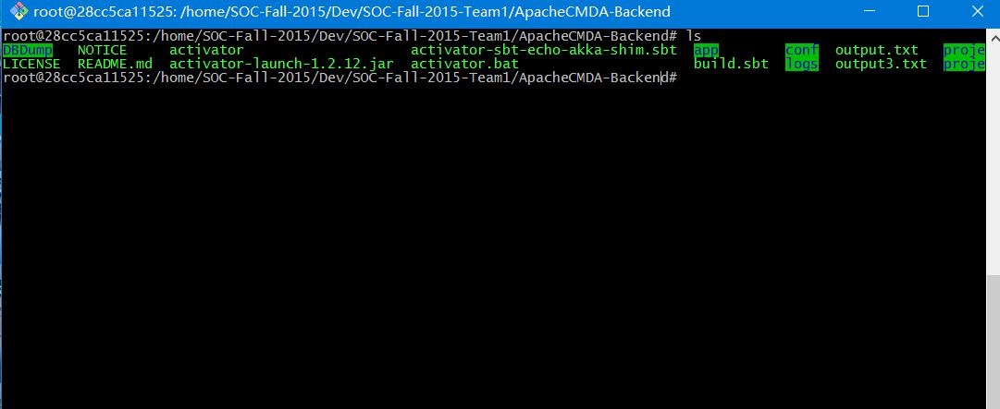 root@28cc5ca11525: /home/SOC-Fall-2015/Dev/SOC-Fall-2015-Team1/ApacheCMDA-Backend
root@28cc5ca11525:/home/SOC-Fall-2015/Dev/SOC-Fall-2015-Team1/ApacheCMDA-Backend# ls
DBDump NOTICE activator activator-sbt-echo-akka-shim.sbt app conf output.txt proje
LICENSE README.md activator-launch-1.2.12.jar activator.bat build.sbt logs output3.txt proje
root@28cc5ca11525:/home/SOC-Fall-2015/Dev/SOC-Fall-2015-Team1/ApacheCMDA-Backend#